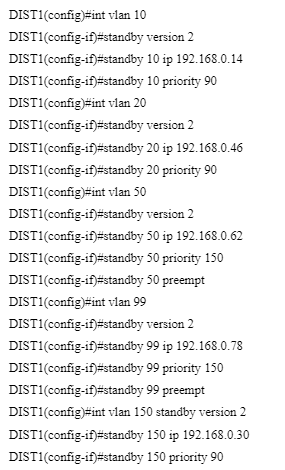 DIST1(config)#int vlan 10
DIST1(config-if)#standby version 2
DIST1(config-if)#standby 10 ip 192.168.0.14
DIST1(config-if)#standby 10 priority 90
DIST1(config)#int vlan 20
DIST1(config-if)#standby version 2
DIST1(config-if)#standby 20 ip 192.168.0.46
DIST1(config-if)#standby 20 priority 90
DIST1(config)#int vlan 50
DIST1(config-if)#standby version 2
DIST1(config-if)#standby 50 ip 192.168.0.62
DIST1(config-if)#standby 50 priority 150
DIST1(config-if)#standby 50 preempt
DIST1(config)#int vlan 99
DIST1(config-if)#standby version 2
DIST1(config-if)#standby 99 ip 192.168.0.78
DIST1(config-if)#standby 99 priority 150
DIST1(config-if)#standby 99 preempt
DIST1(config)#int vlan 150 standby version 2
DIST1(config-if)#standby 150 ip 192.168.0.30
DIST1(config-if)#standby 150 priority 90